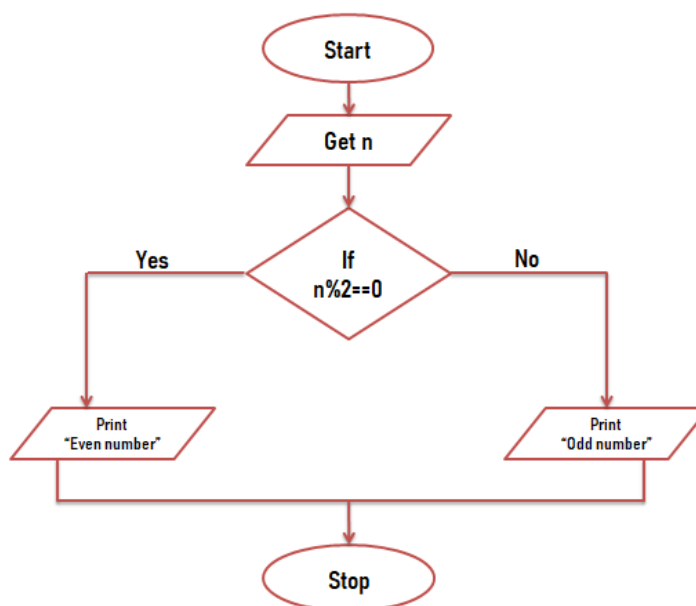 Start
Get n
If
n%2==0
Yes
No
Print
“Even number”
Print
“Odd number”
Stop